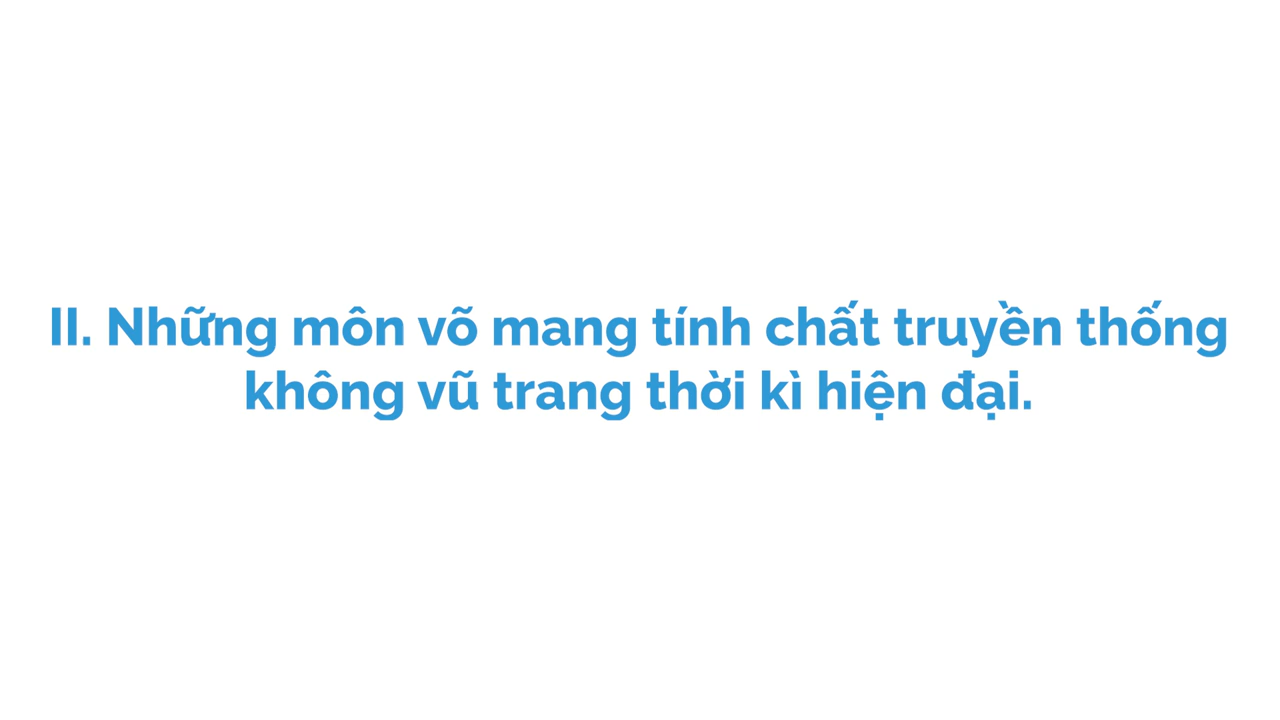 II. Những môn võ mang tính chất truyền thống
không vũ trang thời kì hiện đại.